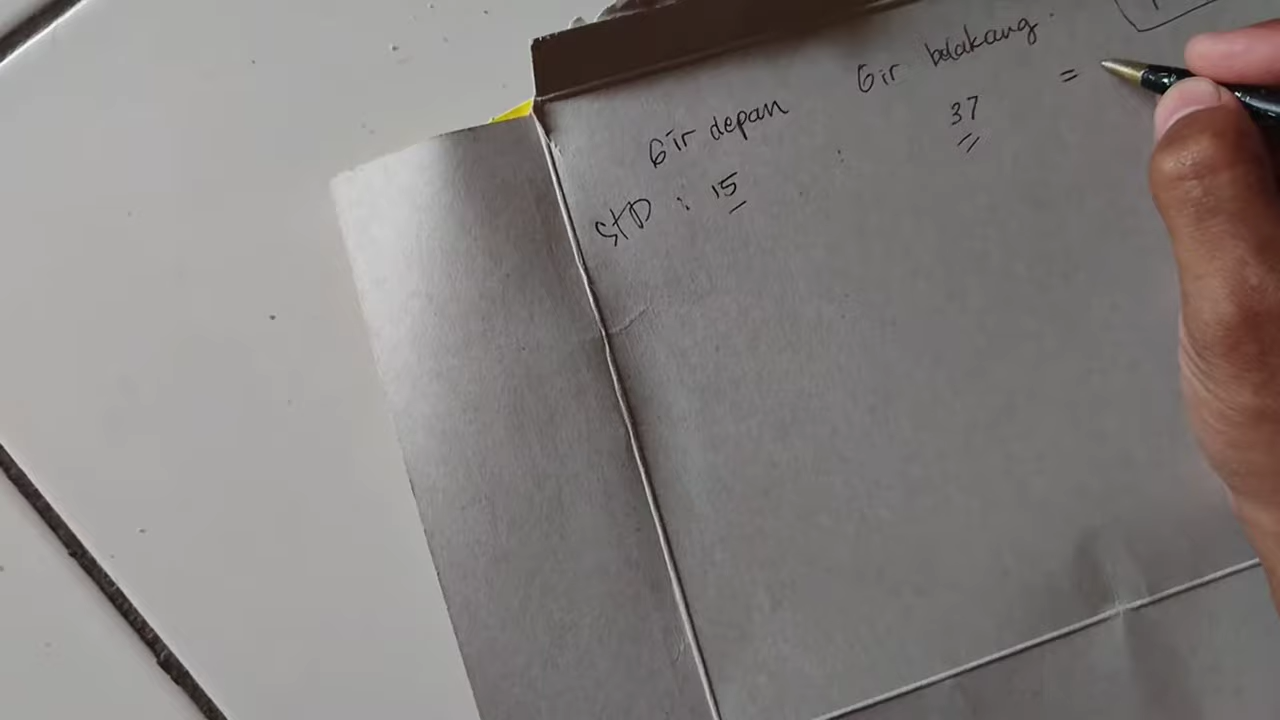 Gir depan Gir belakang.
STD : 15 : 37 =